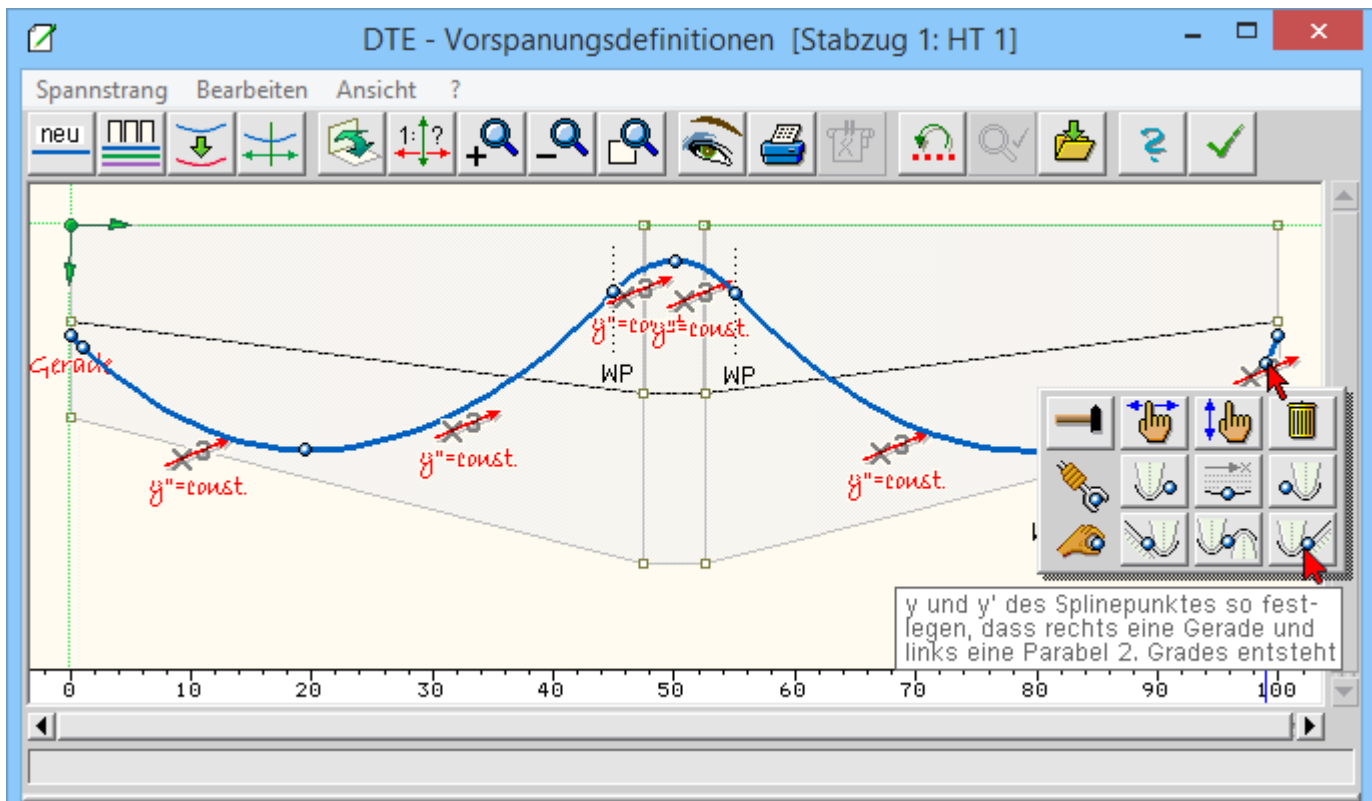 DTE - Vorspanungsdefinitionen [Stabzug 1: HT 1]
Spannstrang Bearbeiten Ansicht ?
neu
1: ?
Gerade
y"=const.
y"=const.
y"=const.
WP
WP
y"=const.
y und y' des Splinepunktes so fest-
legen, dass rechts eine Gerade und
links eine Parabel 2. Grades entsteht
0 10 20 30 40 50 60 70 80 90 100